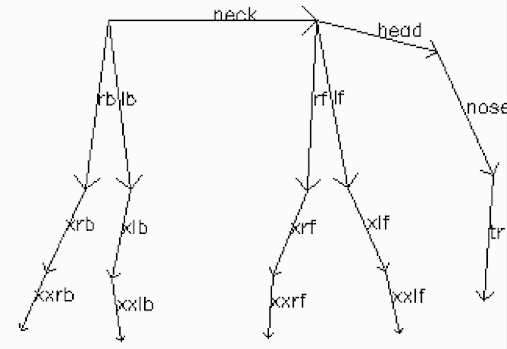 neck
head
rb lb
rf lf
nose
xrb
xlb
xrf
xlf
tr
xxrb
xxlb
xxrf
xxlf